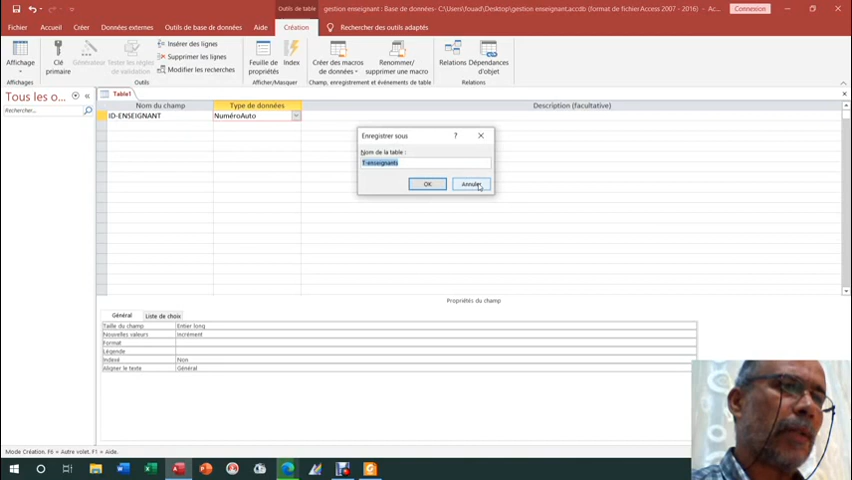 Outils de table
gestion enseignant : Base de données- C:\Users\fouad\Desktop\gestion enseignant.accdb (format de fichier Access 2007 - 2016) - Ac...
Connexion
Fichier Accueil Créer Données externes Outils de base de données Aide Création Rechercher des outils adaptés
Affichage
Clé primaire
Générateur
Tester les règles de validation
Insérer des lignes
Supprimer les lignes
Modifier les recherches
Feuille de propriétés
Index
Créer des macros de données
Renommer/ supprimer une macro
Relations
Dépendances d'objet
Affichages Outils Afficher/Masquer Champ, enregistrement et événements de table
Tous les o...
Rechercher...
Table1
Nom du champ Type de données Description (facultative)
ID-ENSEIGNANT NuméroAuto
Enregistrer sous ?
Nom de la table :
T-enseignants
OK Annuler
Propriétés du champ
Général Liste de choix
Taille du champ Entier long
Nouvelles valeurs Incrément
Format
Légende
Indexé Non
Aligner le texte Général
Mode Création. F6 = Autre volet. F1 = Aide.